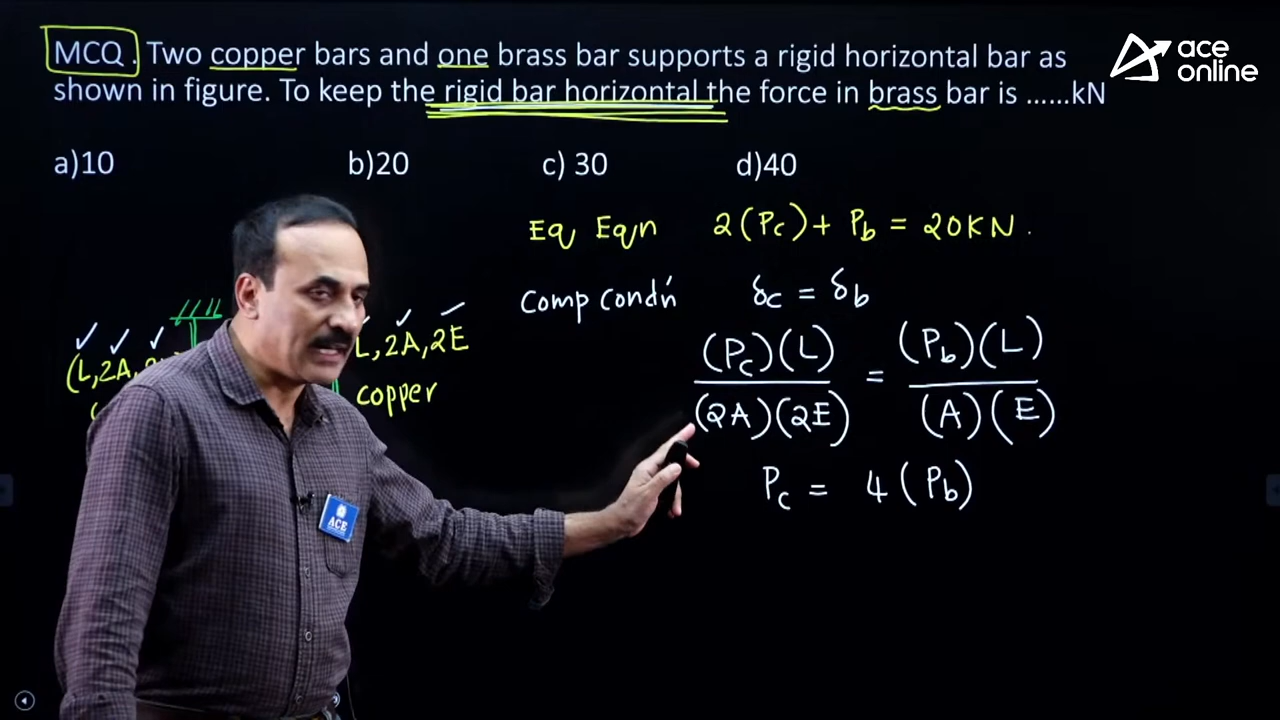 ace
online
MCQ. Two copper bars and one brass bar supports a rigid horizontal bar as
shown in figure. To keep the rigid bar horizontal the force in brass bar is ......kN
a)10 b)20 c) 30 d)40
Eq Eqn 2(Pc) + Pb = 20KN.
Comp Condn δc = δb
(Pc)(L) / (2A)(2E) = (Pb)(L) / (A)(E)
Pc = 4(Pb)
(L,2A,
L,2A,2E
copper
ACE